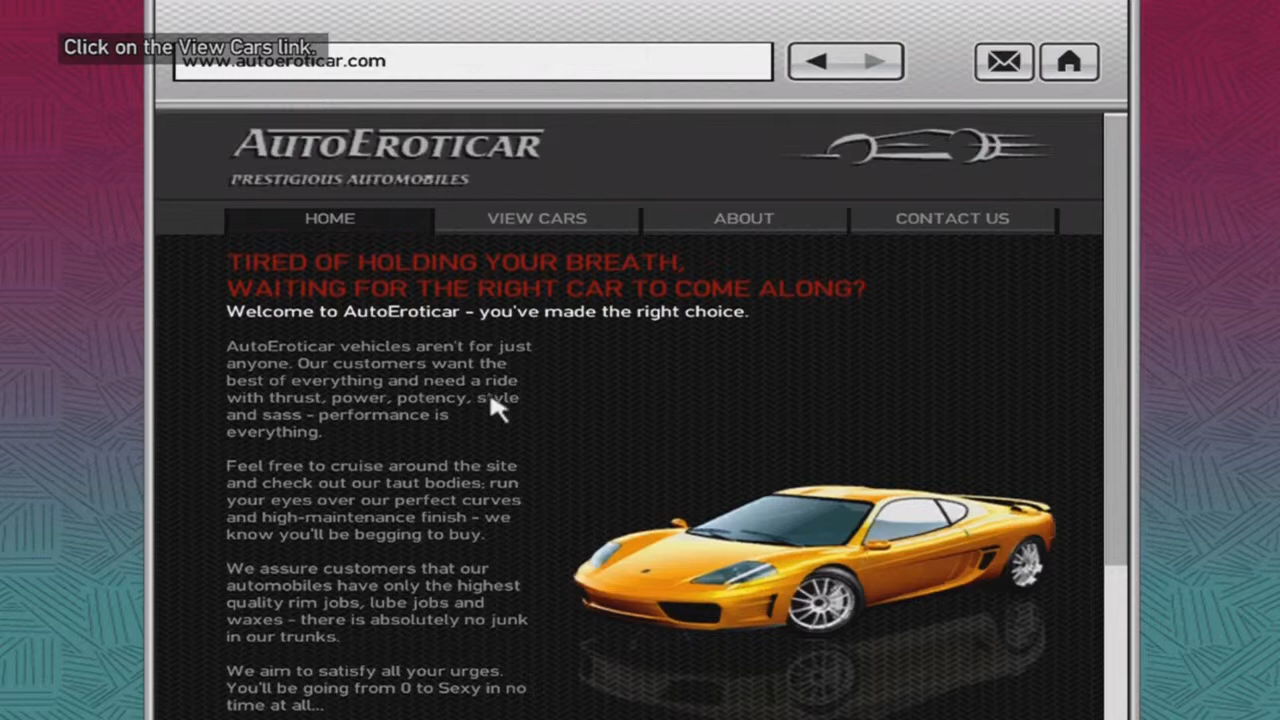 Click on the View Cars link.
www.autoeroticar.com
AUTOEROTICAR
PRESTIGIOUS AUTOMOBILES
HOME
VIEW CARS
ABOUT
CONTACT US
TIRED OF HOLDING YOUR BREATH,
WAITING FOR THE RIGHT CAR TO COME ALONG?
Welcome to AutoEroticar - you've made the right choice.
AutoEroticar vehicles aren't for just
anyone. Our customers want the
best of everything and need a ride
with thrust, power, potency, style
and sass - performance is
everything.
Feel free to cruise around the site
and check out our taut bodies; run
your eyes over our perfect curves
and high-maintenance finish - we
know you'll be begging to buy.
We assure customers that our
automobiles have only the highest
quality rim jobs, lube jobs and
waxes - there is absolutely no junk
in our trunks.
We aim to satisfy all your urges.
You'll be going from 0 to Sexy in no
time at all...